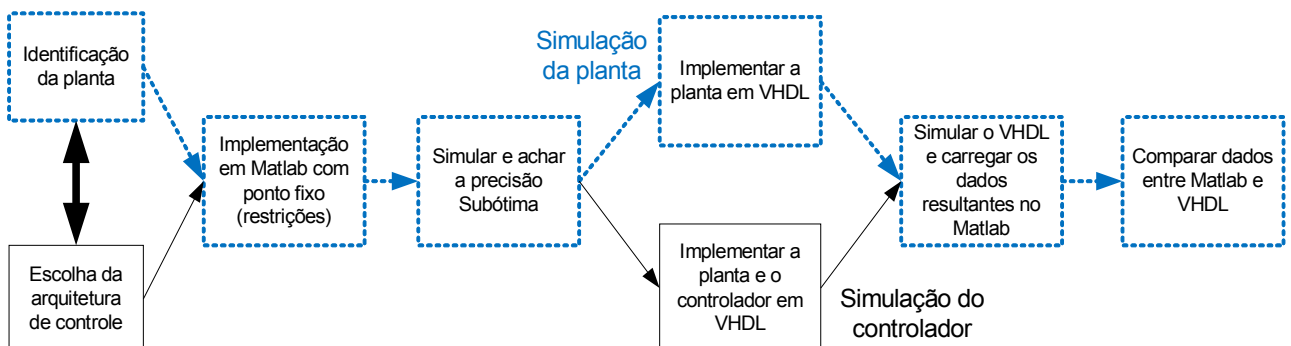 Identificação
da planta
Escolha da
arquitetura
de controle
Implementação
em Matlab com
ponto fixo
(restrições)
Simular e achar
a precisão
Subótima
Simulação
da planta
Implementar a
planta em VHDL
Implementar a
planta e o
controlador em
VHDL
Simulação do
controlador
Simular o VHDL
e carregar os
dados
resultantes no
Matlab
Comparar dados
entre Matlab e
VHDL